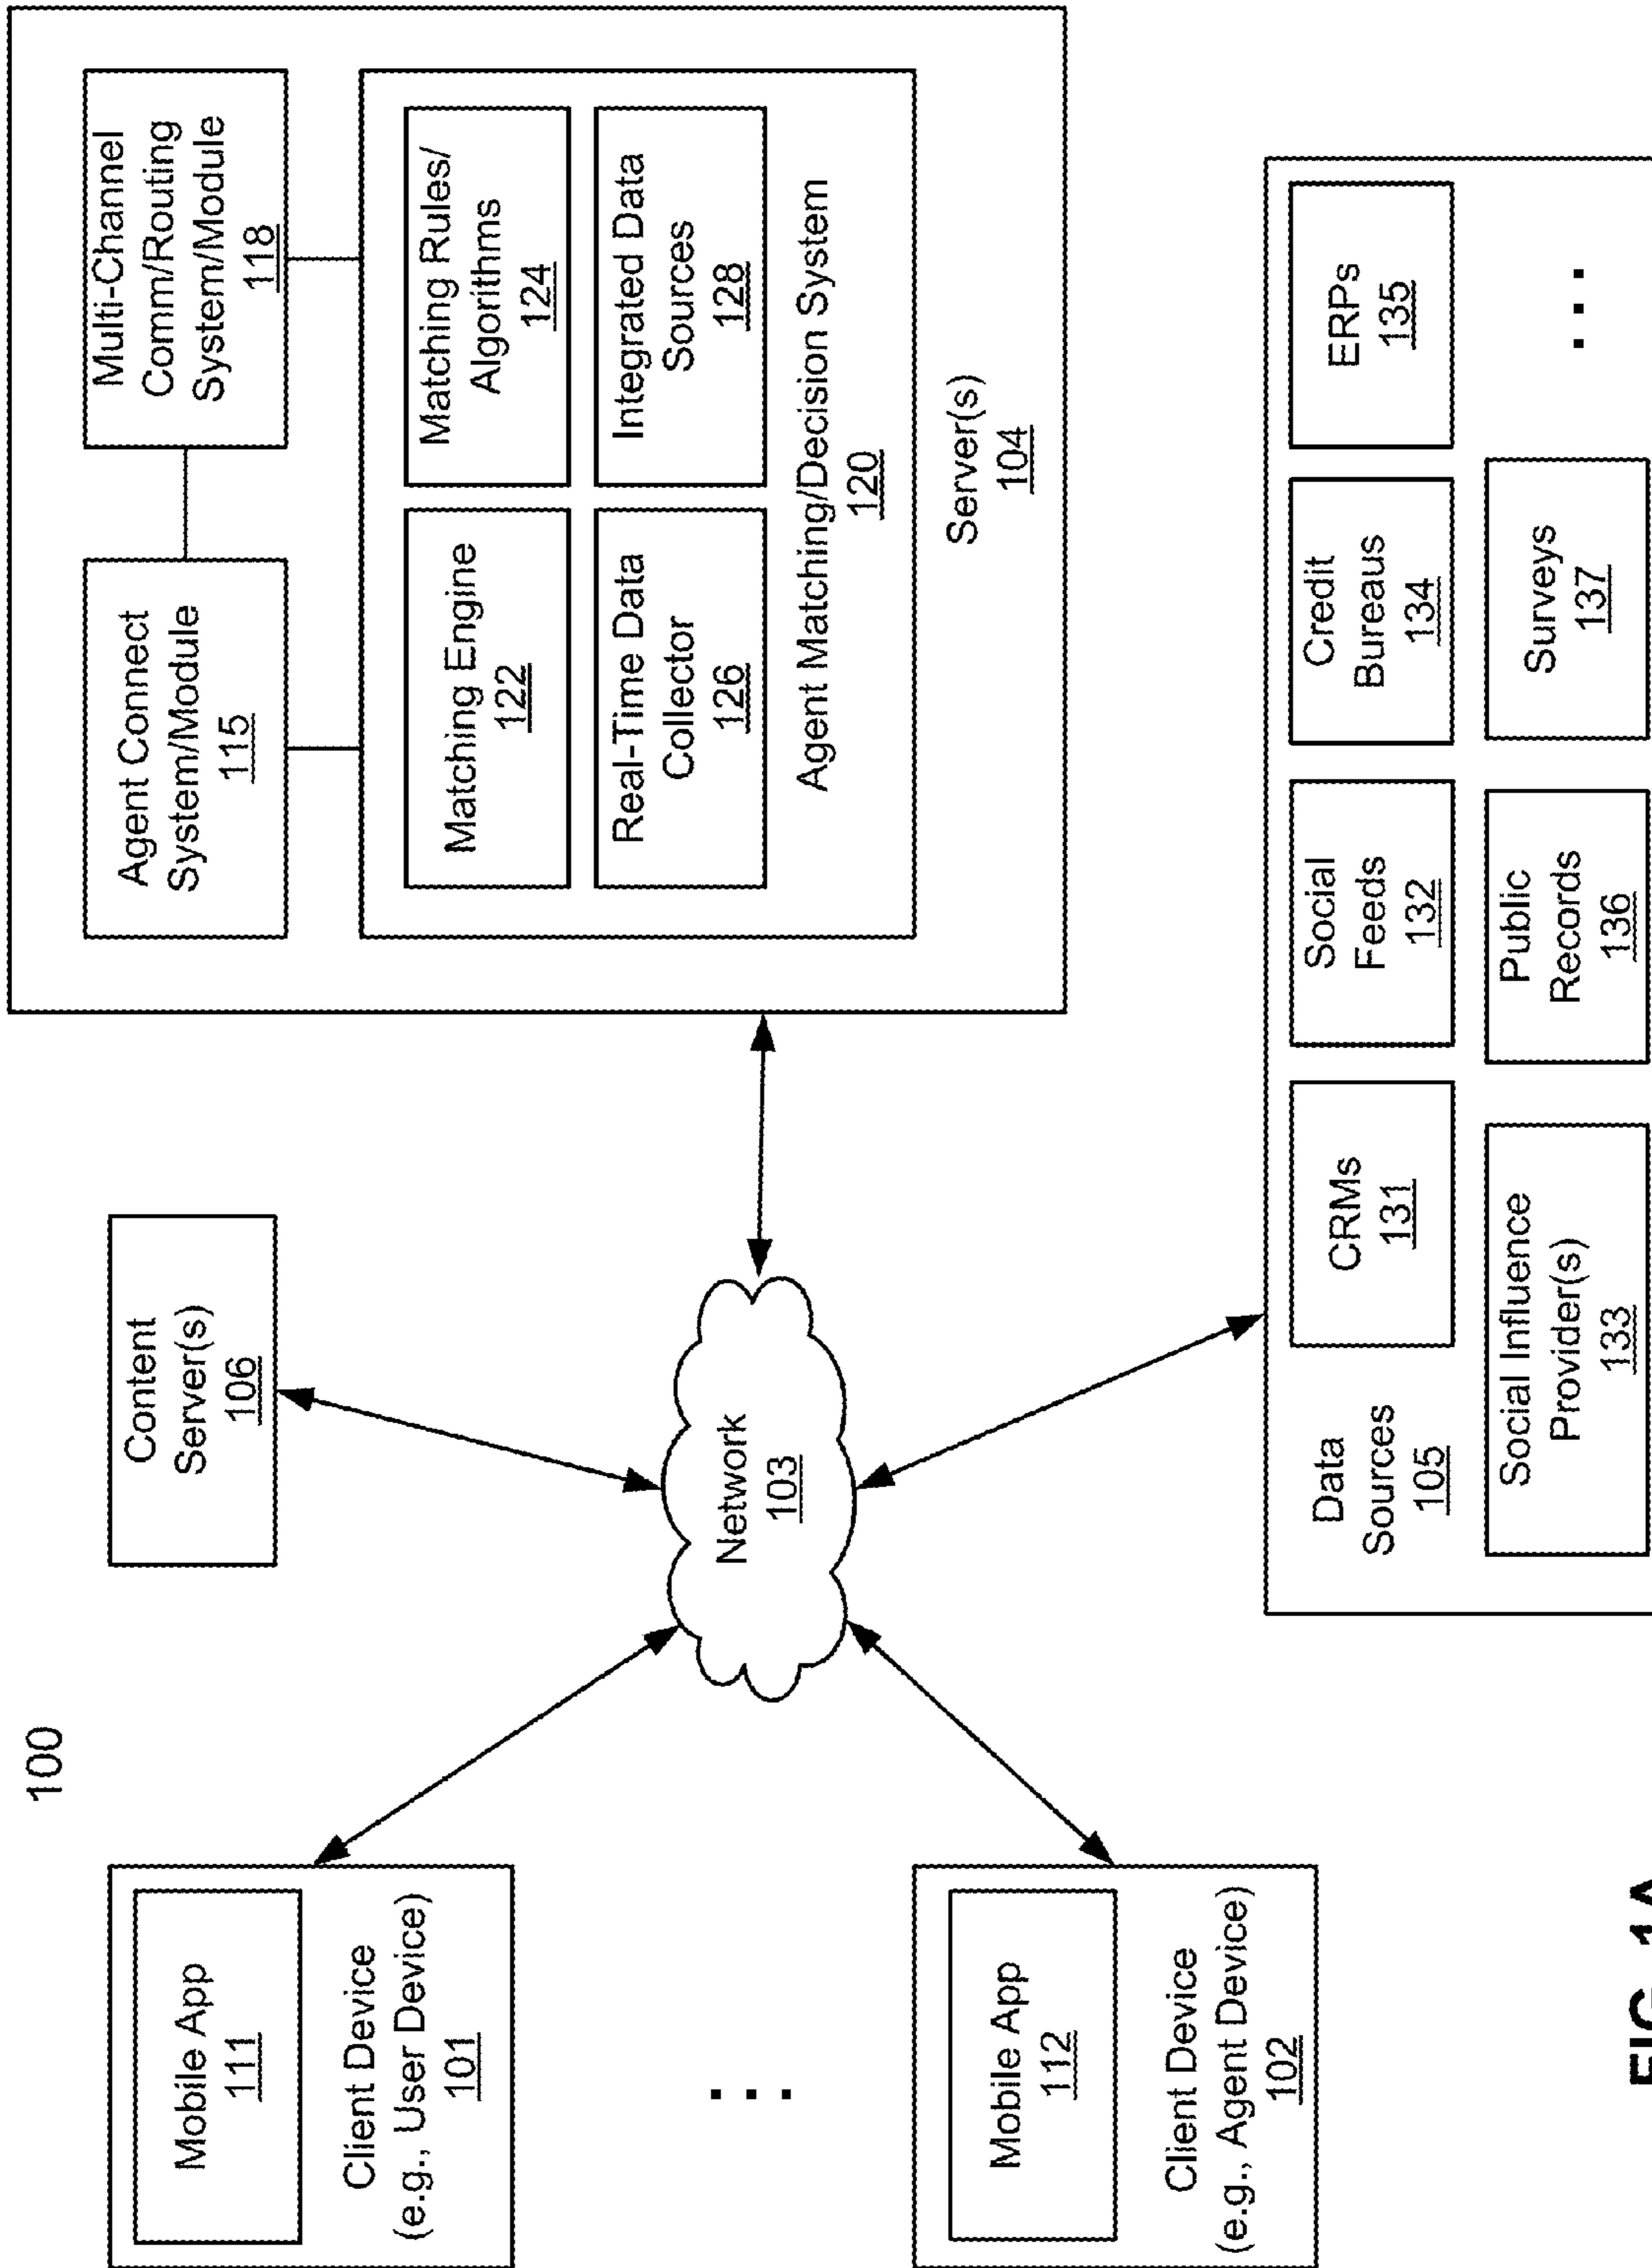 100
Mobile App
111
Client Device
(e.g., User Device)
101
. . .
Mobile App
112
Client Device
(e.g., Agent Device)
102
Content
Server(s)
106
Network
103
Agent Connect
System/Module
115
Multi-Channel
Comm/Routing
System/Module
118
Matching Engine
122
Matching Rules/
Algorithms
124
Real-Time Data
Collector
126
Integrated Data
Sources
128
Agent Matching/Decision System
120
Server(s)
104
Data
Sources
105
CRMs
131
Social
Feeds
132
Credit
Bureaus
134
ERPs
135
Social Influence
Provider(s)
133
Public
Records
136
Surveys
137
. . .
FIG. 1A